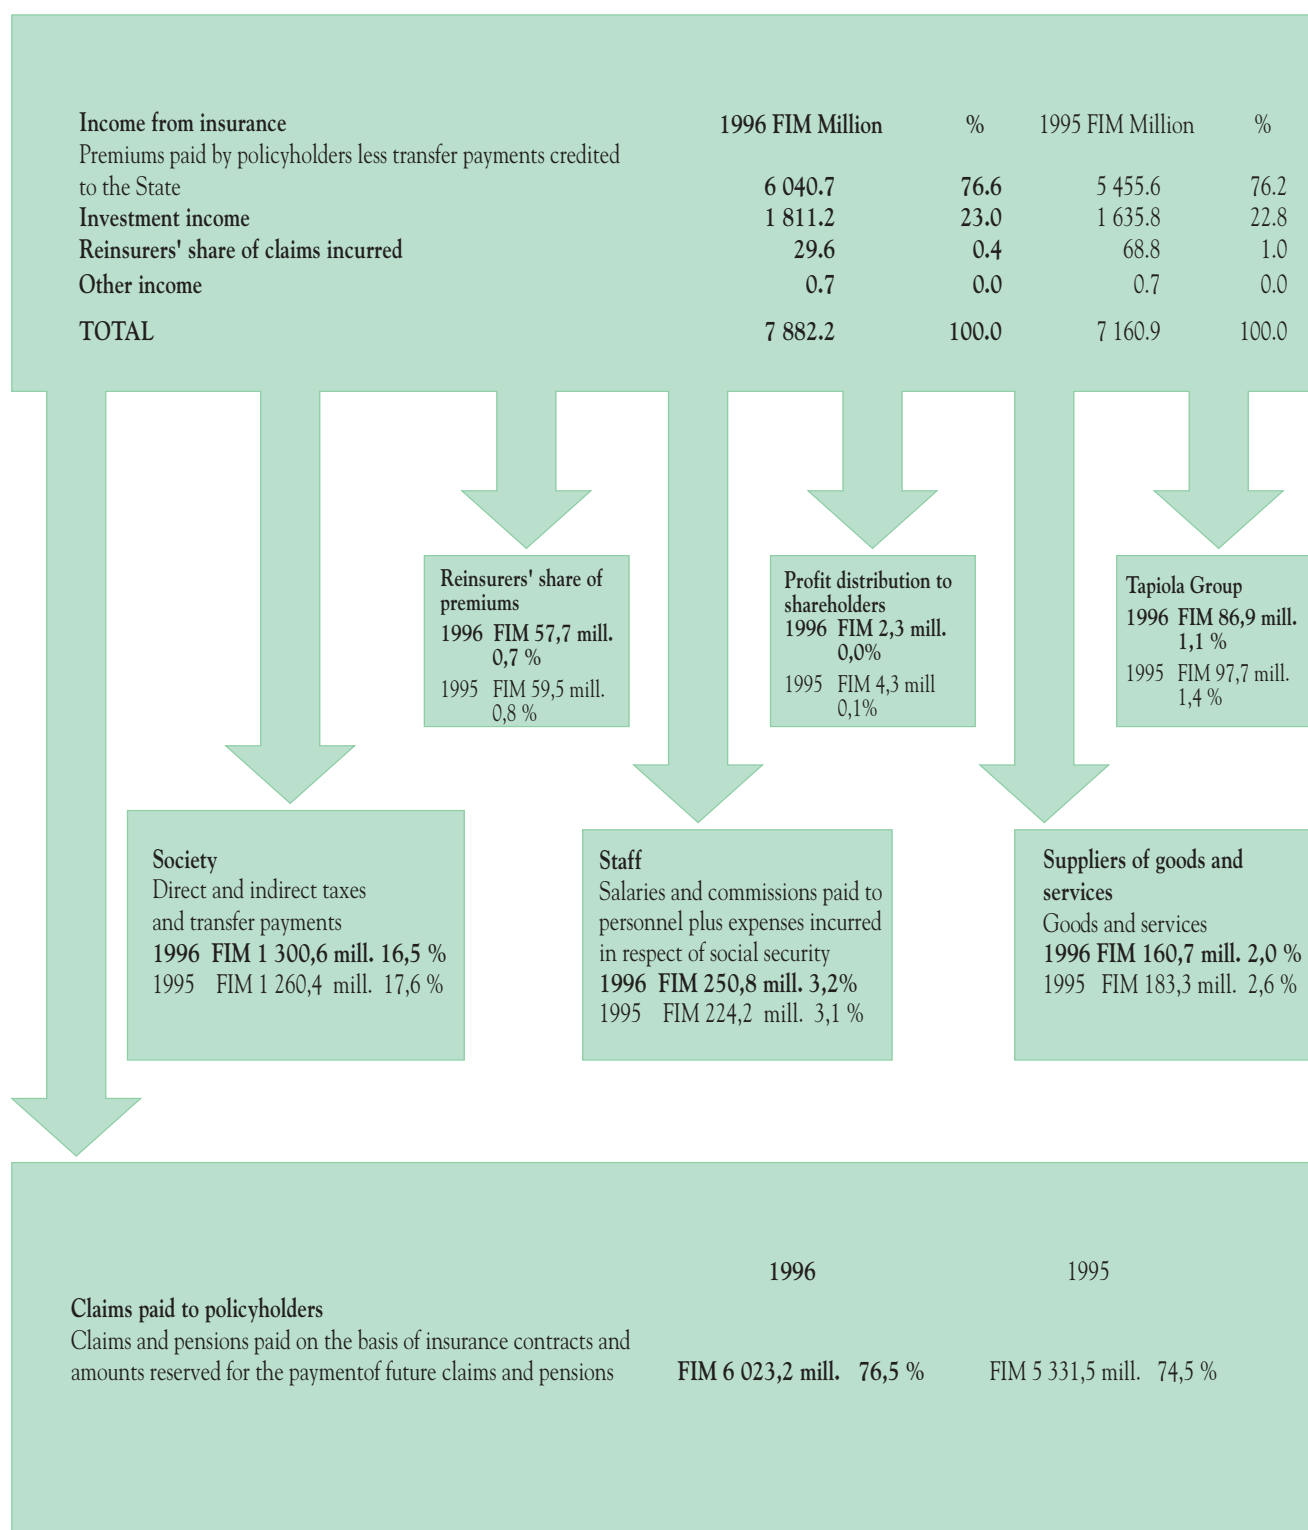 Income from insurance 1996 FIM Million % 1995 FIM Million %
Premiums paid by policyholders less transfer payments credited
to the State 6 040.7 76.6 5 455.6 76.2
Investment income 1 811.2 23.0 1 635.8 22.8
Reinsurers' share of claims incurred 29.6 0.4 68.8 1.0
Other income 0.7 0.0 0.7 0.0
TOTAL 7 882.2 100.0 7 160.9 100.0
Reinsurers' share of
premiums
1996 FIM 57,7 mill.
0,7 %
1995 FIM 59,5 mill.
0,8 %
Profit distribution to
shareholders
1996 FIM 2,3 mill.
0,0%
1995 FIM 4,3 mill
0,1%
Tapiola Group
1996 FIM 86,9 mill.
1,1 %
1995 FIM 97,7 mill.
1,4 %
Society
Direct and indirect taxes
and transfer payments
1996 FIM 1 300,6 mill. 16,5 %
1995 FIM 1 260,4 mill. 17,6 %
Staff
Salaries and commissions paid to
personnel plus expenses incurred
in respect of social security
1996 FIM 250,8 mill. 3,2%
1995 FIM 224,2 mill. 3,1 %
Suppliers of goods and
services
Goods and services
1996 FIM 160,7 mill. 2,0 %
1995 FIM 183,3 mill. 2,6 %
1996 1995
Claims paid to policyholders
Claims and pensions paid on the basis of insurance contracts and
amounts reserved for the paymentof future claims and pensions FIM 6 023,2 mill. 76,5 % FIM 5 331,5 mill. 74,5 %